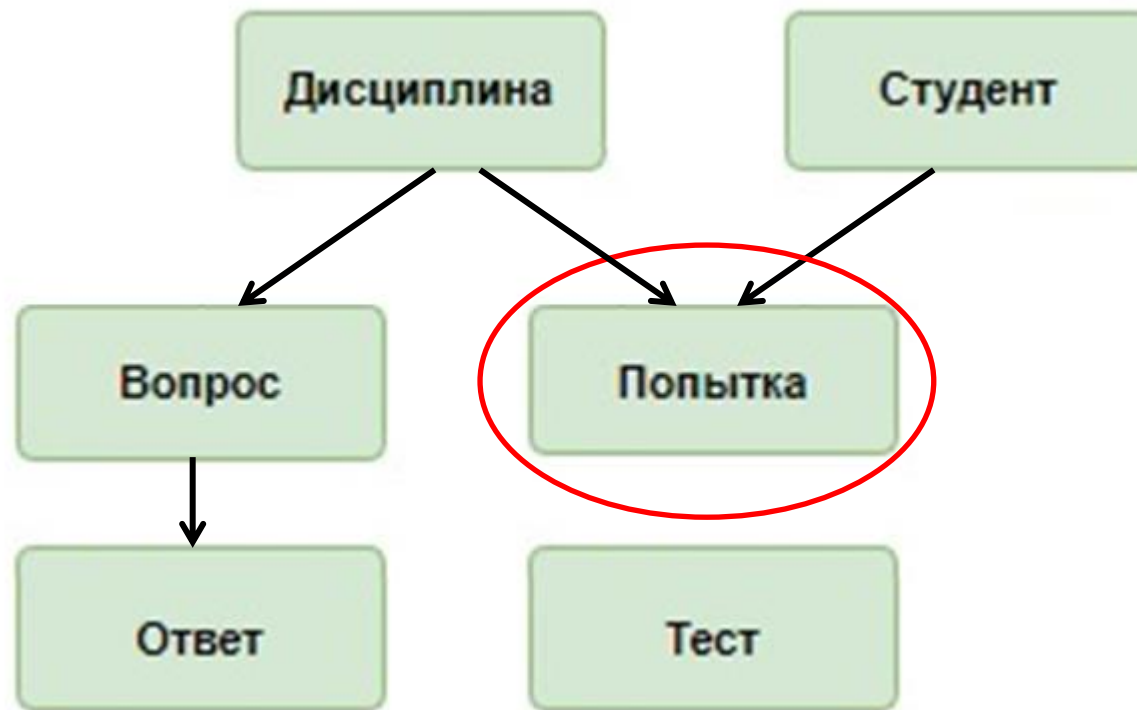 Дисциплина
Студент
Вопрос
Попытка
Ответ
Тест